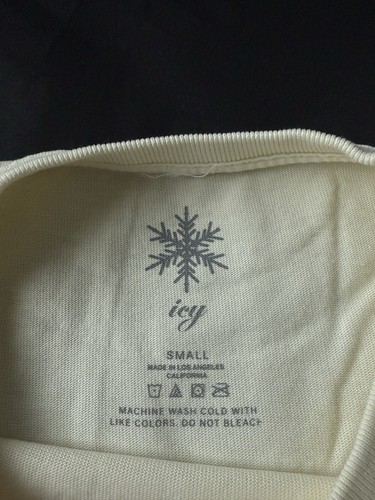 icy
SMALL
MADE IN LOS ANGELES
CALIFORNIA
MACHINE WASH COLD WITH
LIKE COLORS. DO NOT BLEACH